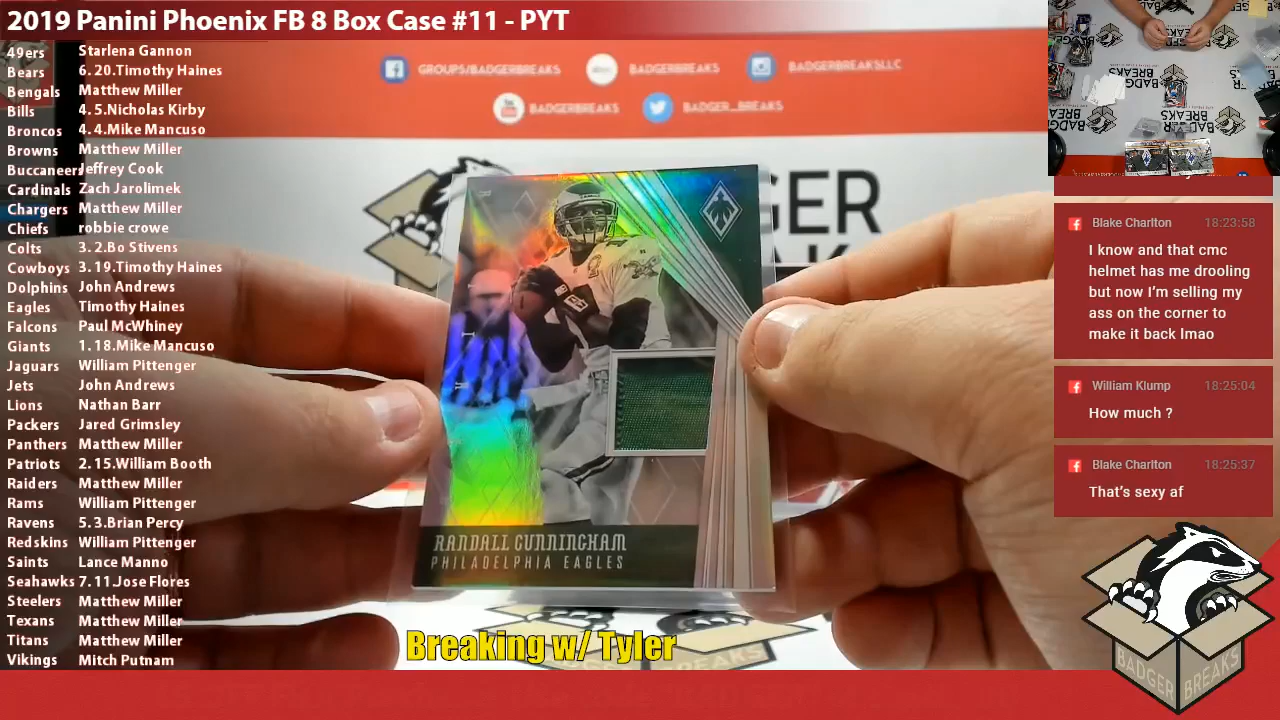 2019 Panini Phoenix FB 8 Box Case #11 - PYT
49ers Starlena Gannon
Bears 6. 20.Timothy Haines
Bengals Matthew Miller
Bills 4. 5.Nicholas Kirby
Broncos 4. 4.Mike Mancuso
Browns Matthew Miller
Buccaneers Jeffrey Cook
Cardinals Zach Jarolimek
Chargers Matthew Miller
Chiefs robbie crowe
Colts 3. 2.Bo Stivens
Cowboys 3. 19.Timothy Haines
Dolphins John Andrews
Eagles Timothy Haines
Falcons Paul McWhiney
Giants 1. 18.Mike Mancuso
Jaguars William Pittenger
Jets John Andrews
Lions Nathan Barr
Packers Jared Grimsley
Panthers Matthew Miller
Patriots 2. 15.William Booth
Raiders Matthew Miller
Rams William Pittenger
Ravens 5. 3.Brian Percy
Redskins William Pittenger
Saints Lance Manno
Seahawks 7. 11.Jose Flores
Steelers Matthew Miller
Texans Matthew Miller
Titans Matthew Miller
Vikings Mitch Putnam
GROUPS/BADGERBREAKS BADGERBREAKS BADGERBREAKSLLC
BADGERBREAKS BADGER_BREAKS
RANDALL CUNNINGHAM
PHILADELPHIA EAGLES
Breaking w/ Tyler
BADGER BREAKS
Blake Charlton 18:23:58
I know and that cmc
helmet has me drooling
but now I'm selling my
ass on the corner to
make it back lmao
William Klump 18:25:04
How much ?
Blake Charlton 18:25:37
That's sexy af
BADGER BREAKS